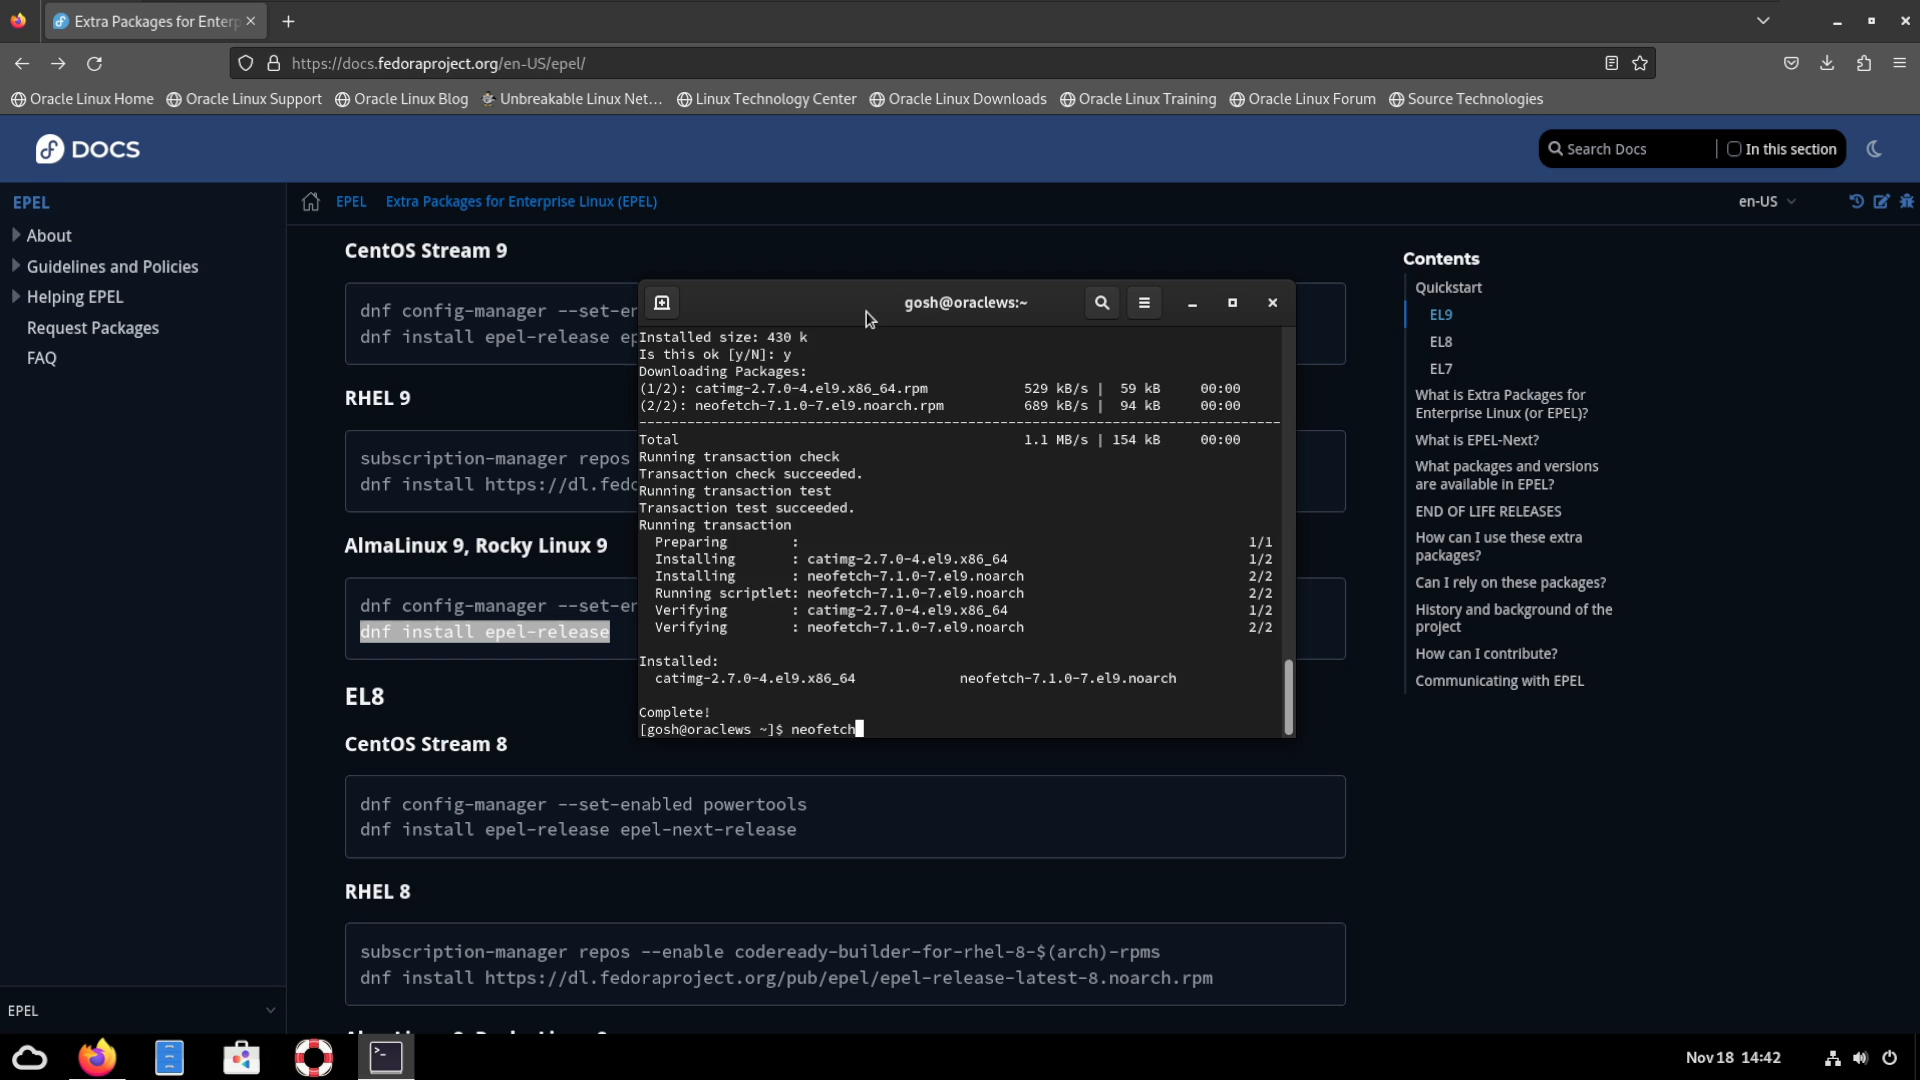 Extra Packages for Enterp
https://docs.fedoraproject.org/en-US/epel/
Oracle Linux Home
Oracle Linux Support
Oracle Linux Blog
Unbreakable Linux Net...
Linux Technology Center
Oracle Linux Downloads
Oracle Linux Training
Oracle Linux Forum
Source Technologies
DOCS
Search Docs
In this section
EPEL
About
Guidelines and Policies
Helping EPEL
Request Packages
FAQ
EPEL
EPEL
Extra Packages for Enterprise Linux (EPEL)
en-US
CentOS Stream 9
dnf config-manager --set-en
dnf install epel-release ep
RHEL 9
subscription-manager repos
dnf install https://dl.fedo
AlmaLinux 9, Rocky Linux 9
dnf config-manager --set-en
dnf install epel-release
EL8
CentOS Stream 8
dnf config-manager --set-enabled powertools
dnf install epel-release epel-next-release
RHEL 8
subscription-manager repos --enable codeready-builder-for-rhel-8-$(arch)-rpms
dnf install https://dl.fedoraproject.org/pub/epel/epel-release-latest-8.noarch.rpm
gosh@oraclews:~
Installed size: 430 k
Is this ok [y/N]: y
Downloading Packages:
(1/2): catimg-2.7.0-4.el9.x86_64.rpm 529 kB/s | 59 kB 00:00
(2/2): neofetch-7.1.0-7.el9.noarch.rpm 689 kB/s | 94 kB 00:00
--------------------------------------------------------------------------------
Total 1.1 MB/s | 154 kB 00:00
Running transaction check
Transaction check succeeded.
Running transaction test
Transaction test succeeded.
Running transaction
Preparing : 1/1
Installing : catimg-2.7.0-4.el9.x86_64 1/2
Installing : neofetch-7.1.0-7.el9.noarch 2/2
Running scriptlet: neofetch-7.1.0-7.el9.noarch 2/2
Verifying : catimg-2.7.0-4.el9.x86_64 1/2
Verifying : neofetch-7.1.0-7.el9.noarch 2/2
Installed:
catimg-2.7.0-4.el9.x86_64 neofetch-7.1.0-7.el9.noarch
Complete!
[gosh@oraclews ~]$ neofetch
Contents
Quickstart
EL9
EL8
EL7
What is Extra Packages for
Enterprise Linux (or EPEL)?
What is EPEL-Next?
What packages and versions
are available in EPEL?
END OF LIFE RELEASES
How can I use these extra
packages?
Can I rely on these packages?
History and background of the
project
How can I contribute?
Communicating with EPEL
Nov 18 14:42